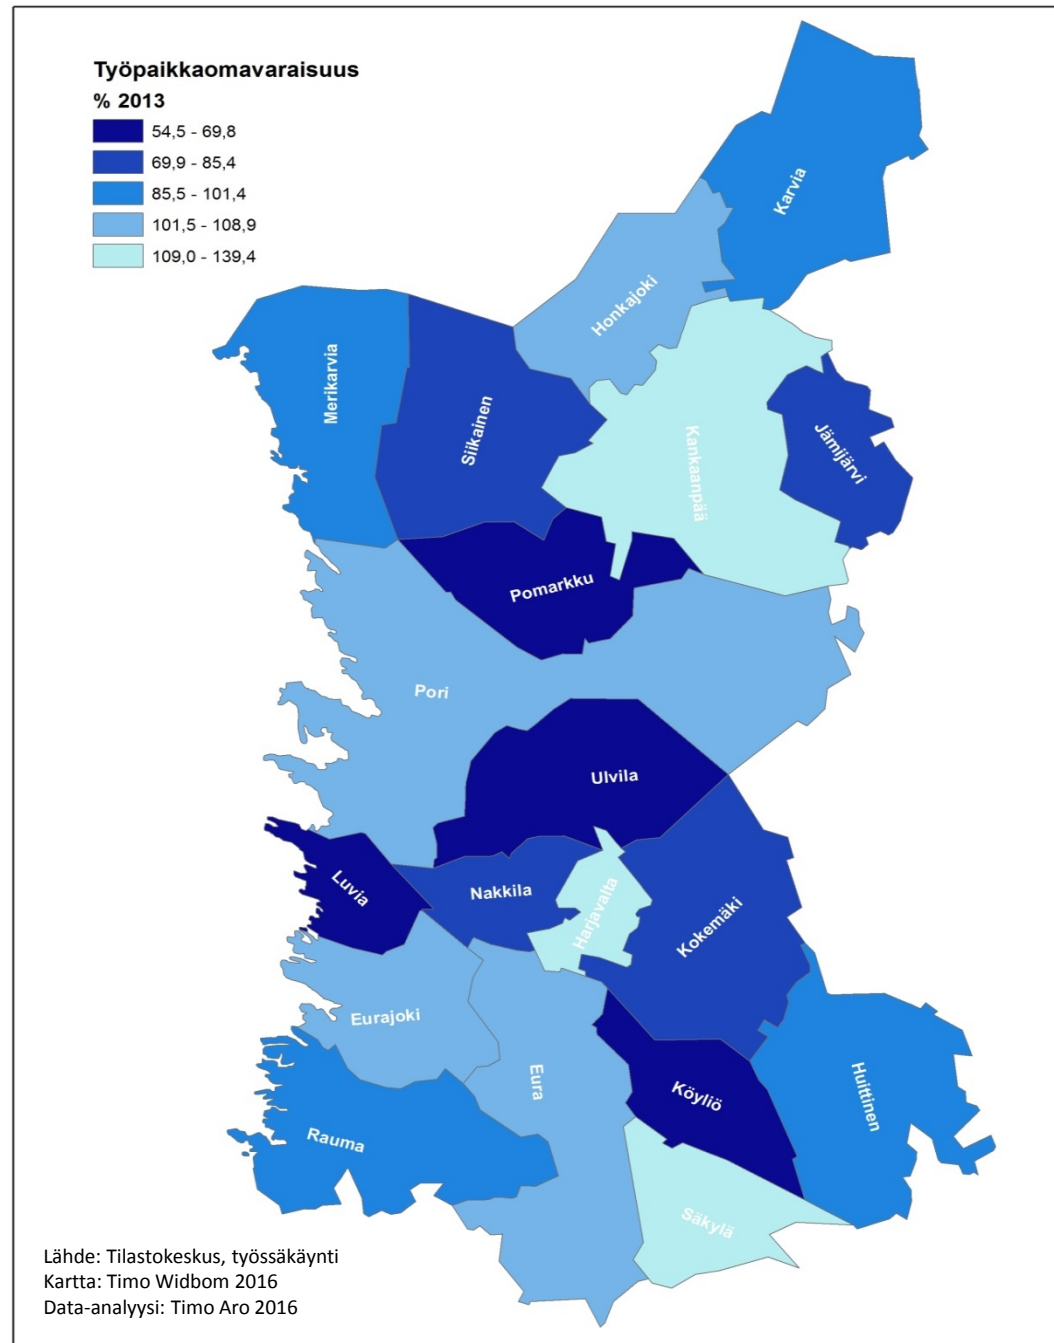 Työpaikkaomavaraisuus
% 2013
54,5 - 69,8
69,9 - 85,4
85,5 - 101,4
101,5 - 108,9
109,0 - 139,4
Karvia
Honkajoki
Merikarvia
Siikainen
Kankaanpää
Jämijärvi
Pomarkku
Pori
Ulvila
Luvia
Nakkila
Harjavalta
Kokemäki
Eurajoki
Eura
Köyliö
Huittinen
Rauma
Säkylä
Lähde: Tilastokeskus, työssäkäynti
Kartta: Timo Widbom 2016
Data-analyysi: Timo Aro 2016